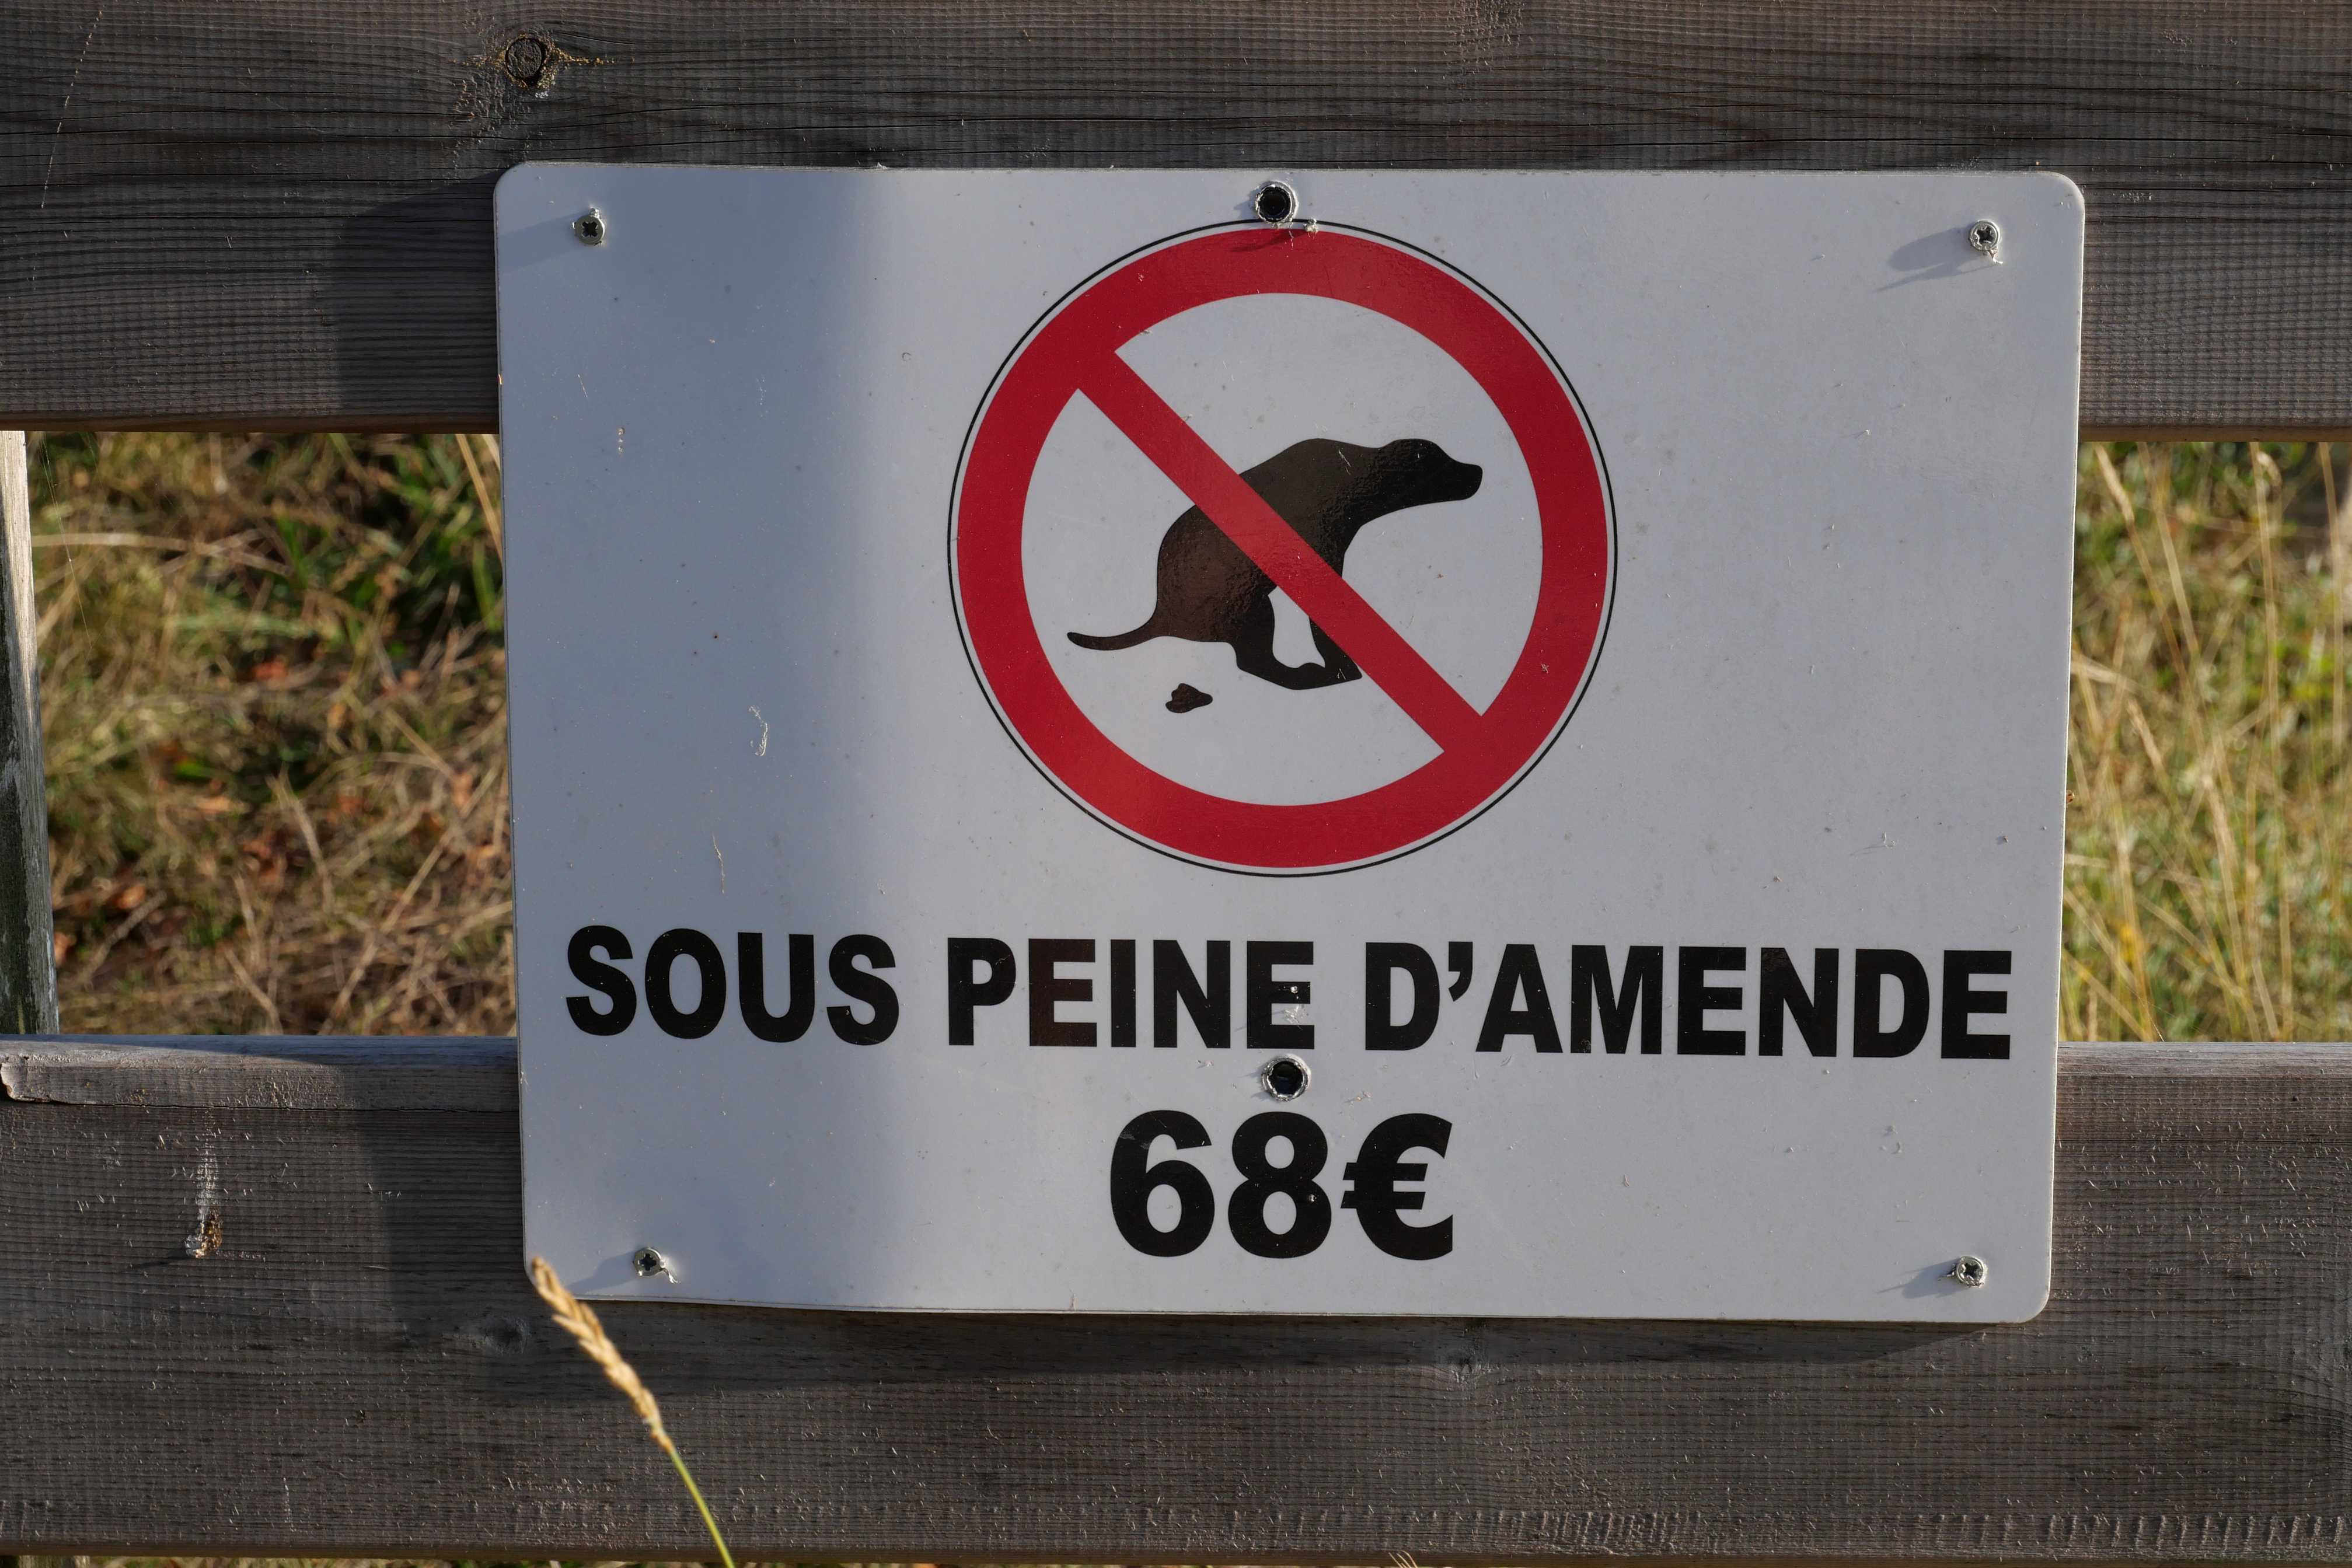 SOUS PEINE D’AMENDE
68€